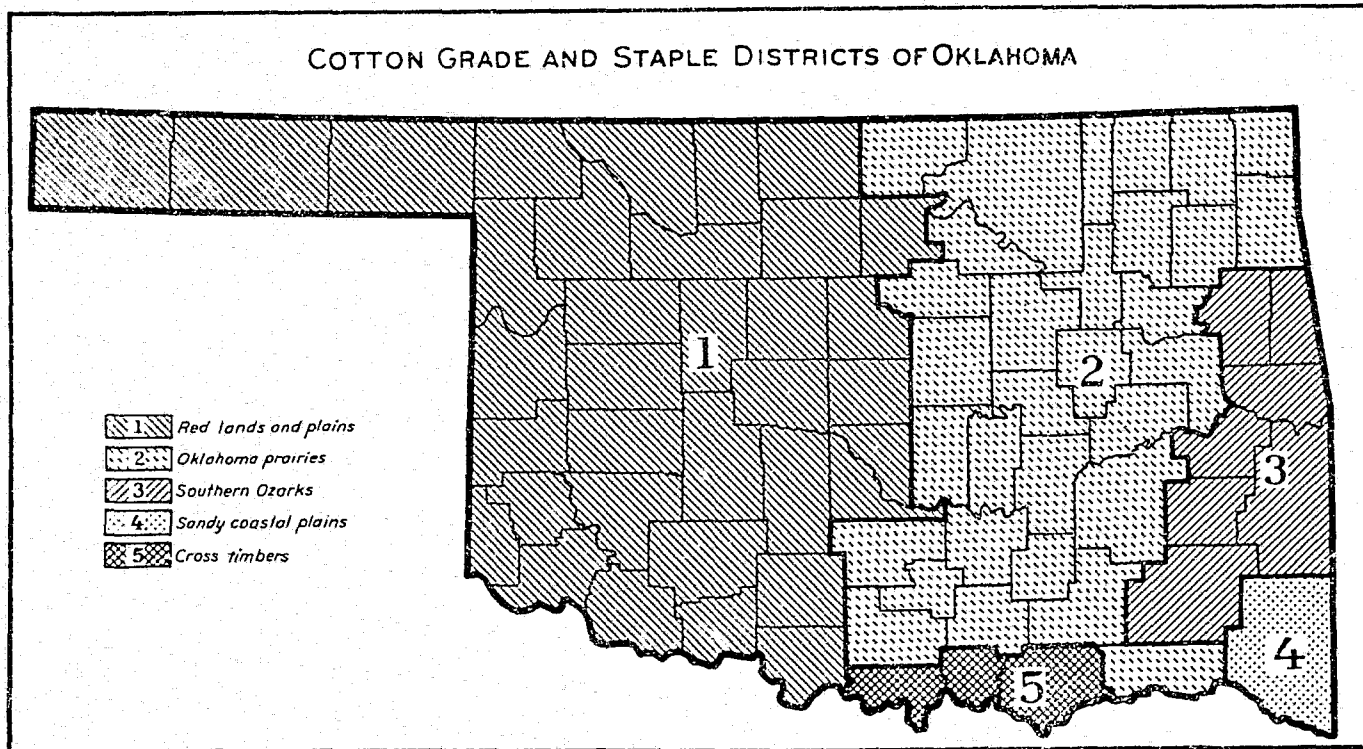 COTTON GRADE AND STAPLE DISTRICTS OF OKLAHOMA
1
2
3
4
5
1 Red lands and plains
2 Oklahoma prairies
3 Southern Ozarks
4 Sandy coastal plains
5 Cross timbers